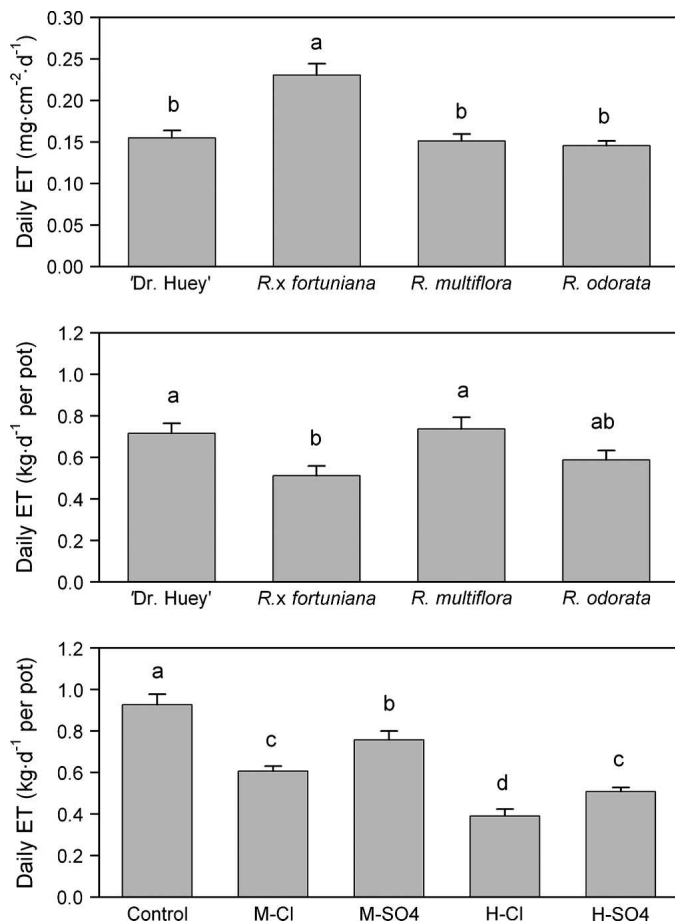 0.30
a
0.25
0.20
b
b
b
0.15
0.10
0.05
0.00
Daily ET (mg·cm⁻²·d⁻¹)
'Dr. Huey' R.x fortuniana R. multiflora R. odorata
1.2
1.0
a
a
0.8
b
ab
0.6
0.4
0.2
0.0
Daily ET (kg·d⁻¹ per pot)
'Dr. Huey' R.x fortuniana R. multiflora R. odorata
1.2
a
1.0
b
0.8
c
0.6
d
c
0.4
0.2
0.0
Daily ET (kg·d⁻¹ per pot)
Control M-Cl M-SO4 H-Cl H-SO4